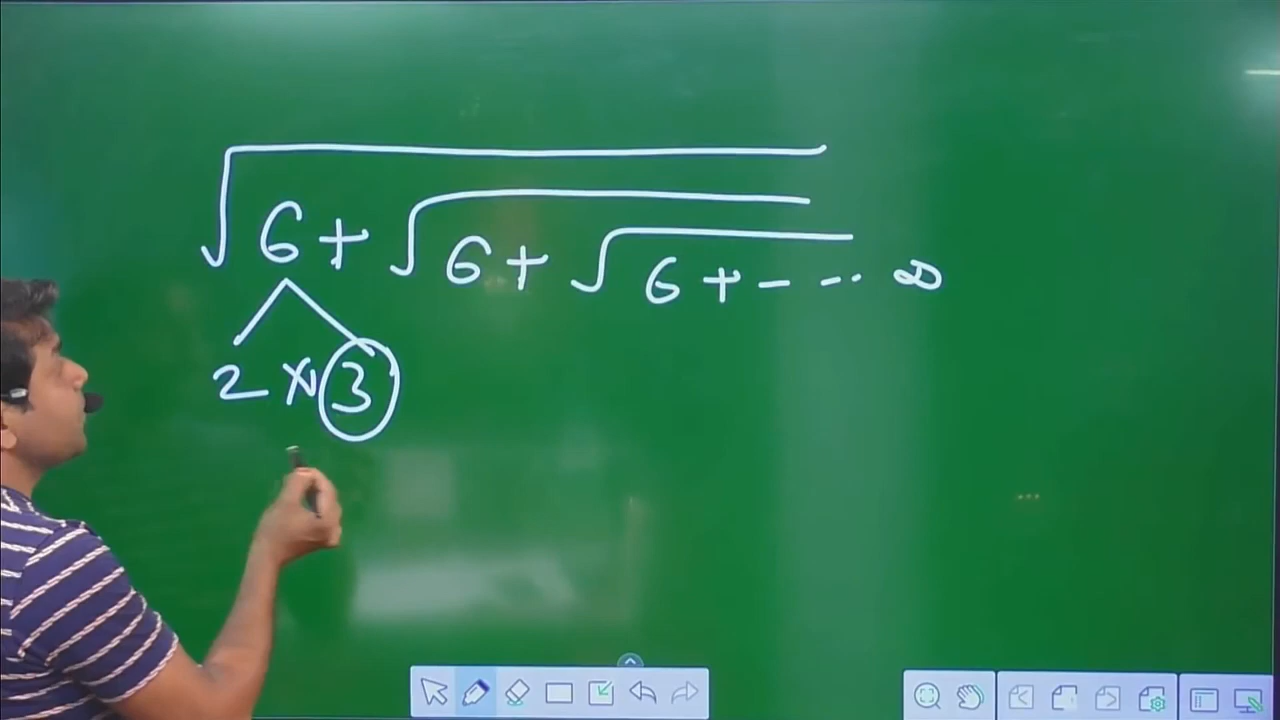 √6 + √6 + √6 + - - - ∞
2 × 3